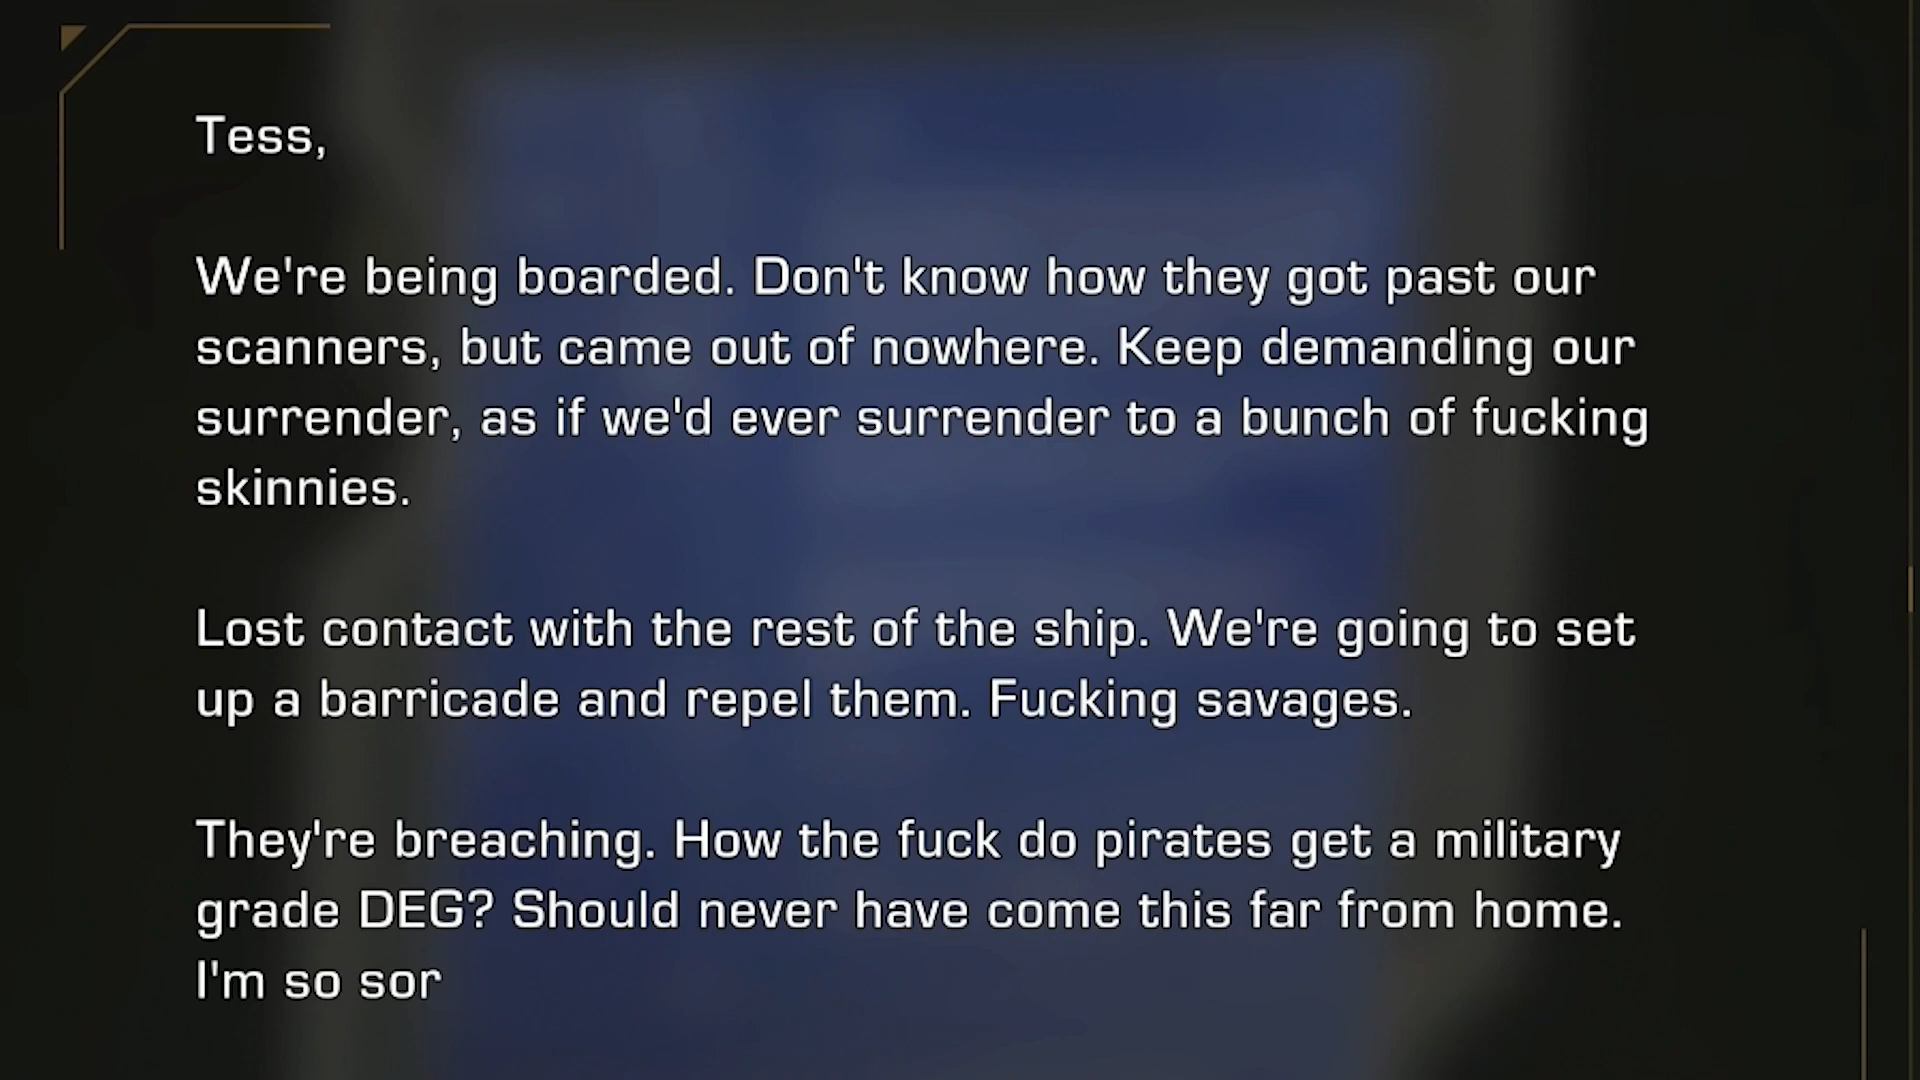 Tess,
We're being boarded. Don't know how they got past our
scanners, but came out of nowhere. Keep demanding our
surrender, as if we'd ever surrender to a bunch of fucking
skinnies.
Lost contact with the rest of the ship. We're going to set
up a barricade and repel them. Fucking savages.
They're breaching. How the fuck do pirates get a military
grade DEG? Should never have come this far from home.
I'm so sor